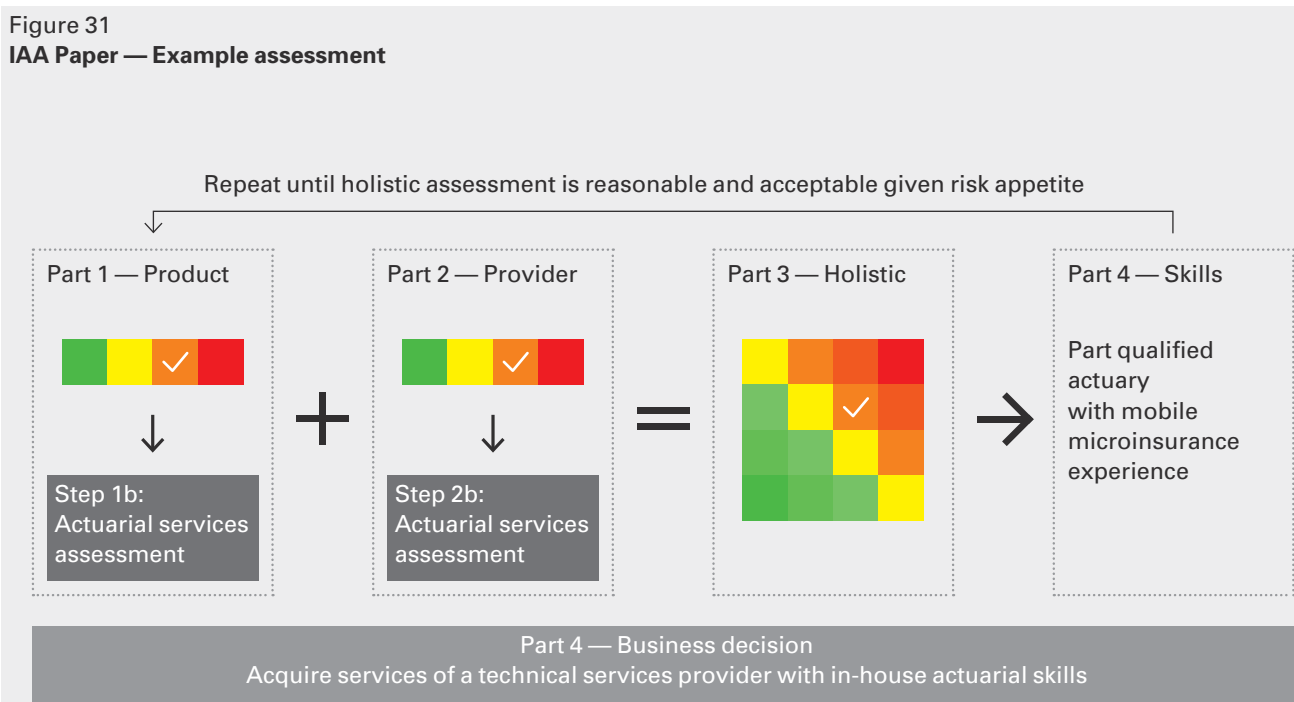 Figure 31
IAA Paper — Example assessment
Repeat until holistic assessment is reasonable and acceptable given risk appetite
Part 1 — Product
Step 1b:
Actuarial services
assessment
Part 2 — Provider
Step 2b:
Actuarial services
assessment
Part 3 — Holistic
Part 4 — Skills
Part qualified
actuary
with mobile
microinsurance
experience
Part 4 — Business decision
Acquire services of a technical services provider with in-house actuarial skills